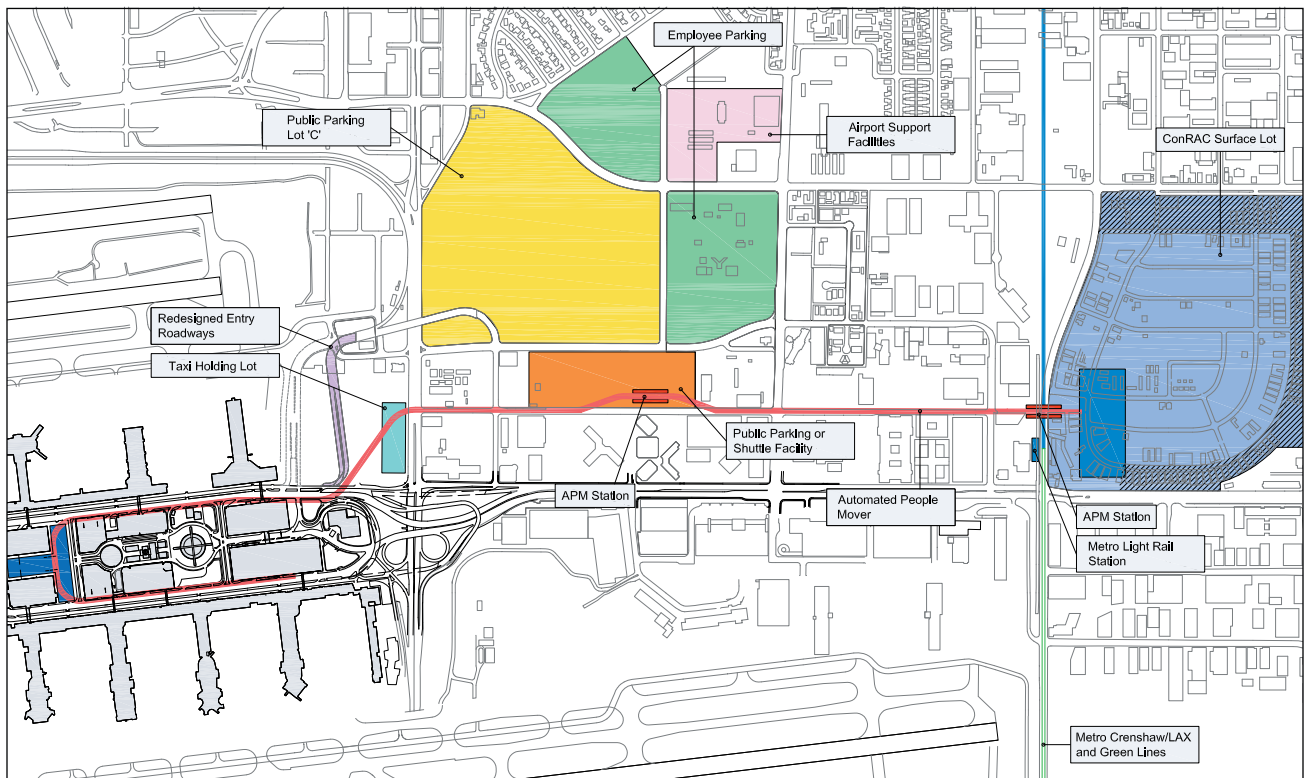 Employee Parking
Public Parking
Lot 'C'
Airport Support
Facilities
ConRAC Surface Lot
Redesigned Entry
Roadways
Taxi Holding Lot
Public Parking or
Shuttle Facility
APM Station
Automated People
Mover
APM Station
Metro Light Rail
Station
Metro Crenshaw/LAX
and Green Lines